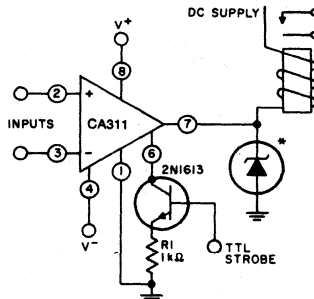 DC SUPPLY
V+
8
2
+
INPUTS
CA311
7
3
-
6
2N1613
*
4
1
V-
R1
1kΩ
TTL
STROBE